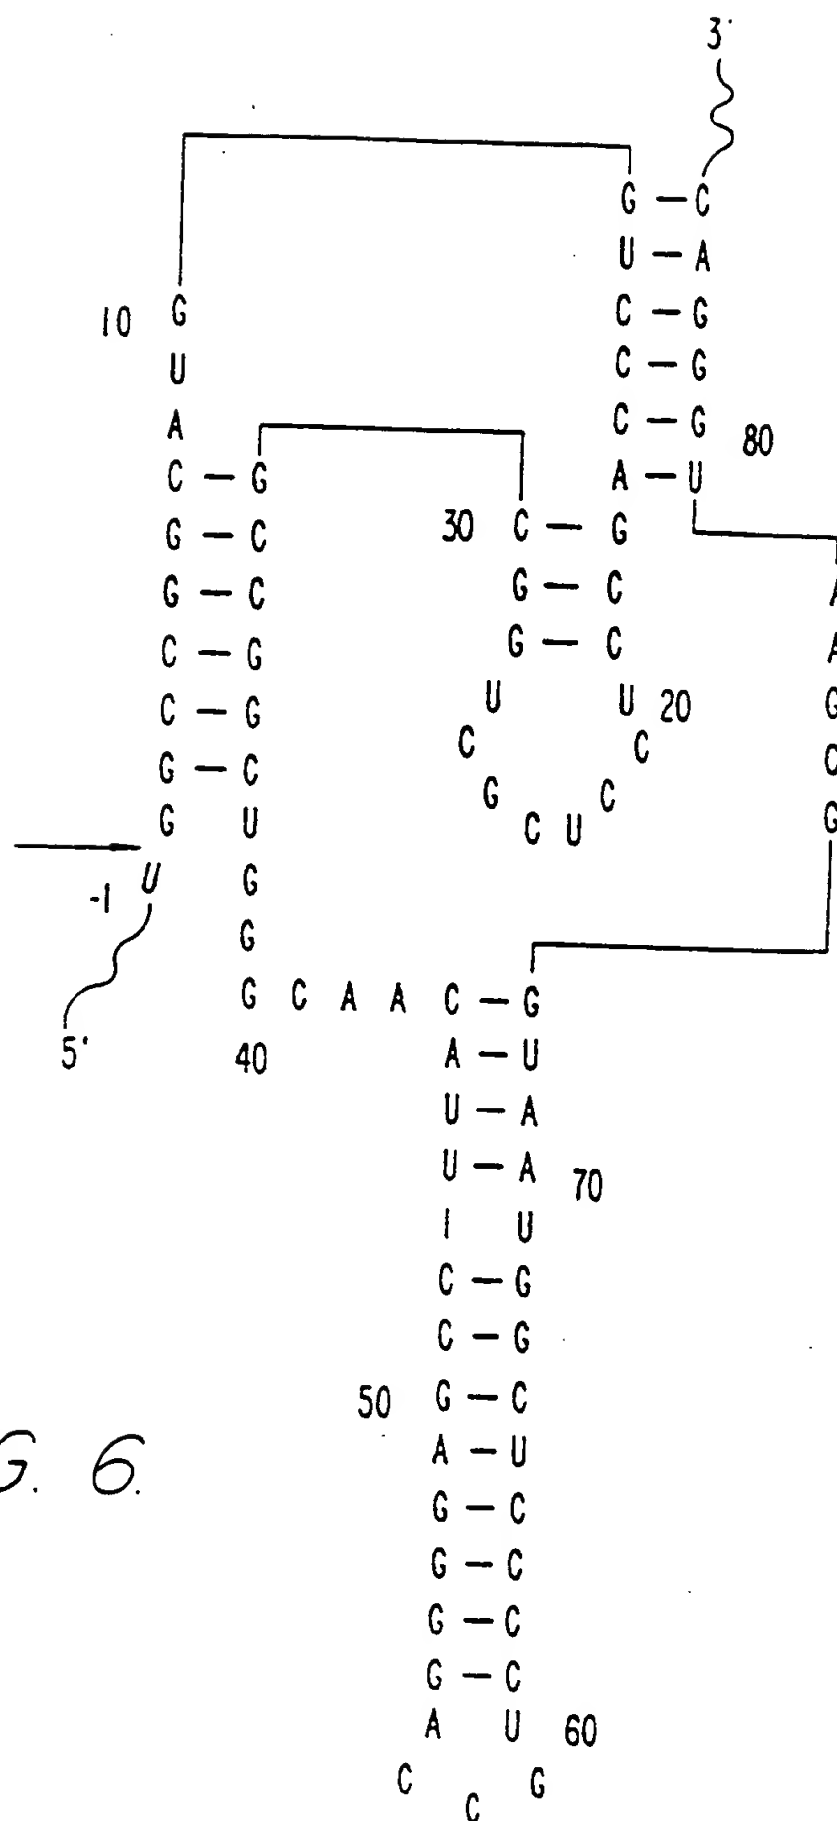 3'
G – C
U – A
10 G C – G
U C – G
A C – G 80
C – G A – U
G – C 30 C – G
G – C G – C A
C – G G – C A
C – G U U 20 G
G – C C C C
G U G C G
-1 U G C U
G
5' G C A A C – G
40 A – U
U – A
U – A 70
I U
C – G
C – G
50 G – C
A – U
G. 6.
G – C
G – C
G – C
G – C
A U 60
C G
C